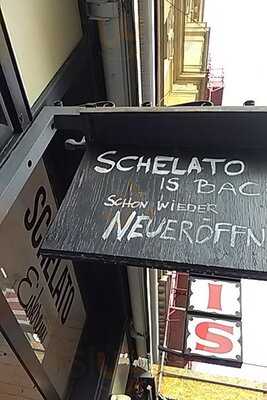 SCHELATO
IS BAC
SCHON WIEDER
NEUERÖFFN
SCHELATO
IS